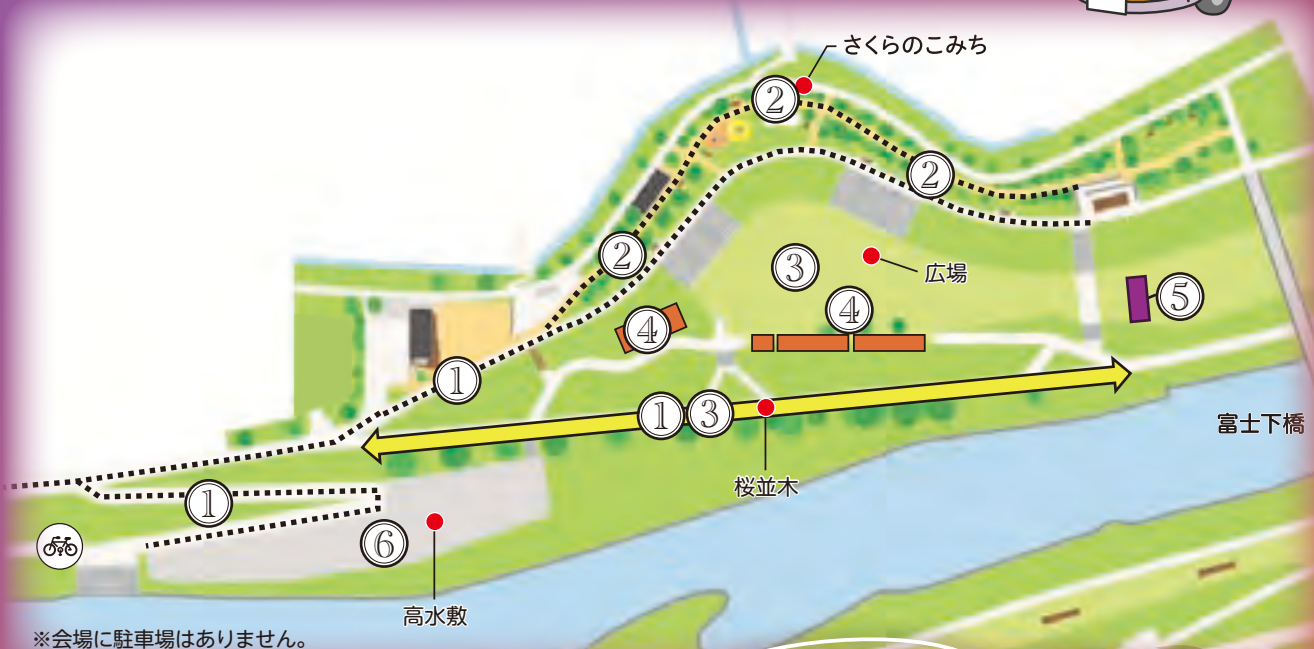 さくらのこみち
②
②
②
③
広場
④
⑤
④
①
①③
富士下橋
桜並木
①
⑥
高水敷
※会場に駐車場はありません。